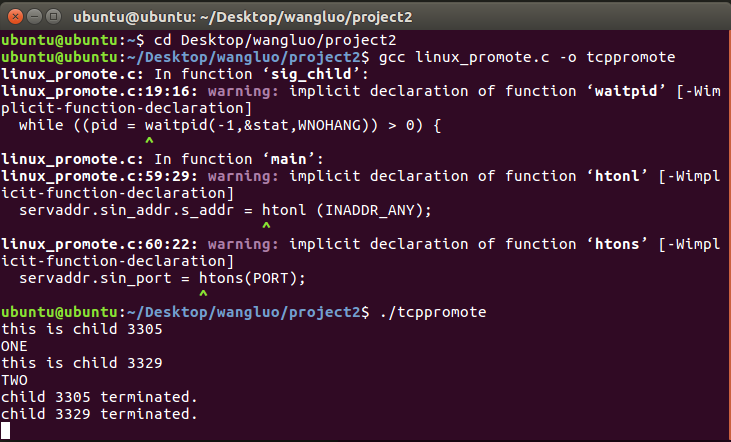 ubuntu@ubuntu: ~/Desktop/wangluo/project2
ubuntu@ubuntu:~$ cd Desktop/wangluo/project2
ubuntu@ubuntu:~/Desktop/wangluo/project2$ gcc linux_promote.c -o tcppromote
linux_promote.c: In function ‘sig_child’:
linux_promote.c:19:16: warning: implicit declaration of function ‘waitpid’ [-Wim
plicit-function-declaration]
  while ((pid = waitpid(-1,&stat,WNOHANG)) > 0) {
                ^
linux_promote.c: In function ‘main’:
linux_promote.c:59:29: warning: implicit declaration of function ‘htonl’ [-Wimpl
icit-function-declaration]
  servaddr.sin_addr.s_addr = htonl (INADDR_ANY);
                             ^
linux_promote.c:60:22: warning: implicit declaration of function ‘htons’ [-Wimpl
icit-function-declaration]
  servaddr.sin_port = htons(PORT);
                      ^
ubuntu@ubuntu:~/Desktop/wangluo/project2$ ./tcppromote
this is child 3305
ONE
this is child 3329
TWO
child 3305 terminated.
child 3329 terminated.